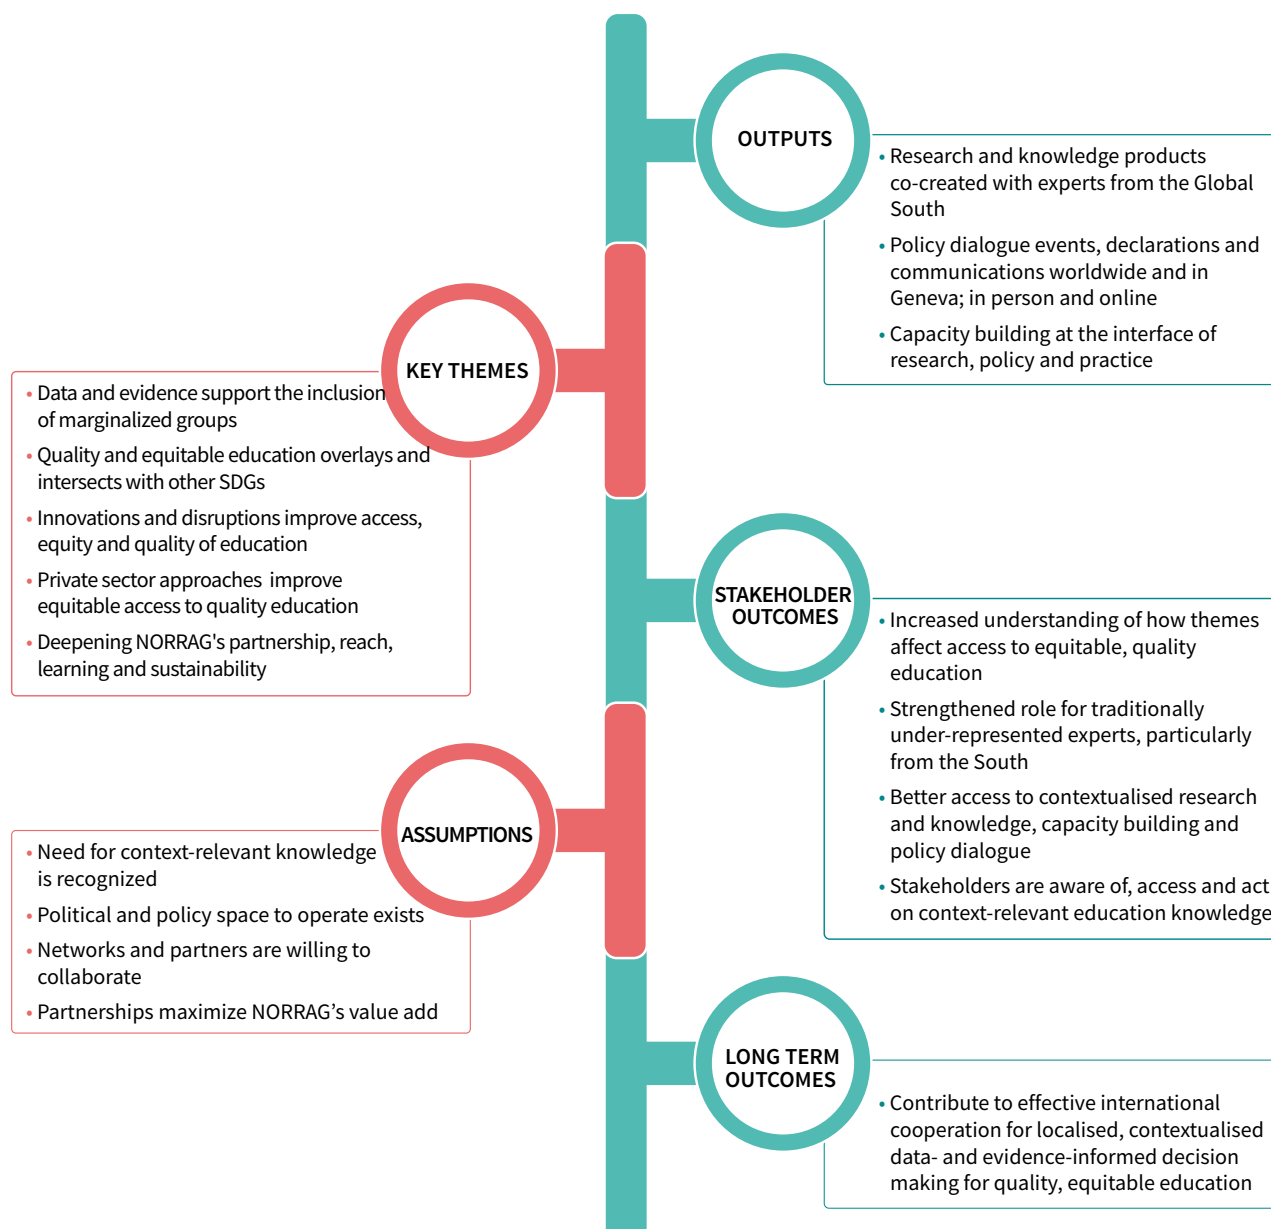 OUTPUTS
• Research and knowledge products
co-created with experts from the Global
South
• Policy dialogue events, declarations and
communications worldwide and in
Geneva; in person and online
• Capacity building at the interface of
research, policy and practice
KEY THEMES
• Data and evidence support the inclusion
of marginalized groups
• Quality and equitable education overlays and
intersects with other SDGs
• Innovations and disruptions improve access,
equity and quality of education
• Private sector approaches improve
equitable access to quality education
• Deepening NORRAG's partnership, reach,
learning and sustainability
STAKEHOLDER
OUTCOMES
• Increased understanding of how themes
affect access to equitable, quality
education
• Strengthened role for traditionally
under-represented experts, particularly
from the South
• Better access to contextualised research
and knowledge, capacity building and
policy dialogue
• Stakeholders are aware of, access and act
on context-relevant education knowledge
ASSUMPTIONS
• Need for context-relevant knowledge
is recognized
• Political and policy space to operate exists
• Networks and partners are willing to
collaborate
• Partnerships maximize NORRAG’s value add
LONG TERM
OUTCOMES
• Contribute to effective international
cooperation for localised, contextualised
data- and evidence-informed decision
making for quality, equitable education